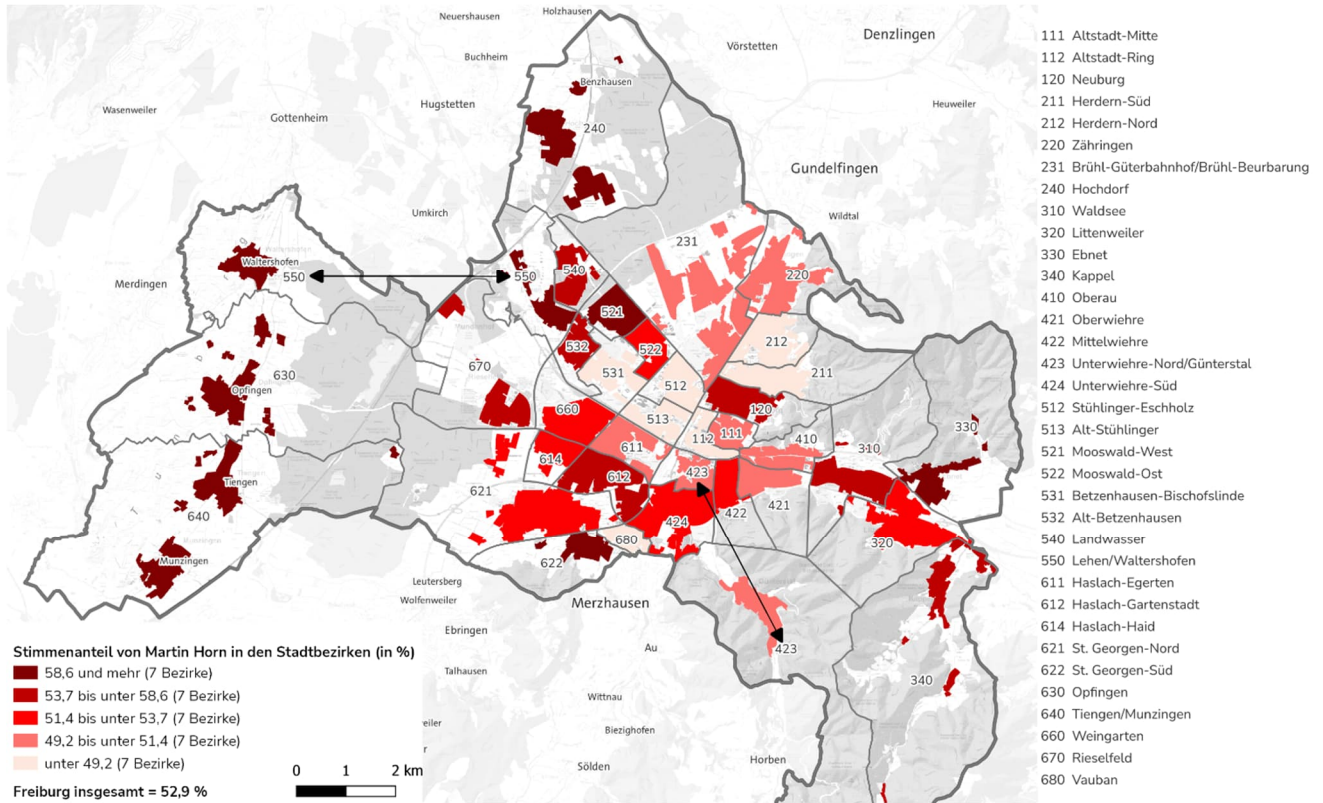 Neuershausen
Holzhausen
Buchheim
Vörstetten
Denzlingen
Benzhausen
Wasenweiler
Gottenheim
Hugstetten
Heuweiler
240
Gundelfingen
Umkirch
Wildtal
231
Waltershofen
550
550
540
220
Merdingen
521
532
522
212
531
211
670
512
630
Opfingen
660
513
120
112
111
410
310
330
611
614
612
423
Tiengen
621
422
421
640
424
680
320
Munzingen
622
Leutersberg
Wolfenweiler
Merzhausen
Ebringen
Au
423
Talhausen
340
Wittnau
Biezighofen
Sölden
Horben
111 Altstadt-Mitte
112 Altstadt-Ring
120 Neuburg
211 Herdern-Süd
212 Herdern-Nord
220 Zähringen
231 Brühl-Güterbahnhof/Brühl-Beurbarung
240 Hochdorf
310 Waldsee
320 Littenweiler
330 Ebnet
340 Kappel
410 Oberau
421 Oberwiehre
422 Mittelwiehre
423 Unterwiehre-Nord/Günterstal
424 Unterwiehre-Süd
512 Stühlinger-Eschholz
513 Alt-Stühlinger
521 Mooswald-West
522 Mooswald-Ost
531 Betzenhausen-Bischofslinde
532 Alt-Betzenhausen
540 Landwasser
550 Lehen/Waltershofen
611 Haslach-Egerten
612 Haslach-Gartenstadt
614 Haslach-Haid
621 St. Georgen-Nord
622 St. Georgen-Süd
630 Opfingen
640 Tiengen/Munzingen
660 Weingarten
670 Rieselfeld
680 Vauban
Stimmenanteil von Martin Horn in den Stadtbezirken (in %)
58,6 und mehr (7 Bezirke)
53,7 bis unter 58,6 (7 Bezirke)
51,4 bis unter 53,7 (7 Bezirke)
49,2 bis unter 51,4 (7 Bezirke)
unter 49,2 (7 Bezirke)
Freiburg insgesamt = 52,9 %
0 1 2 km